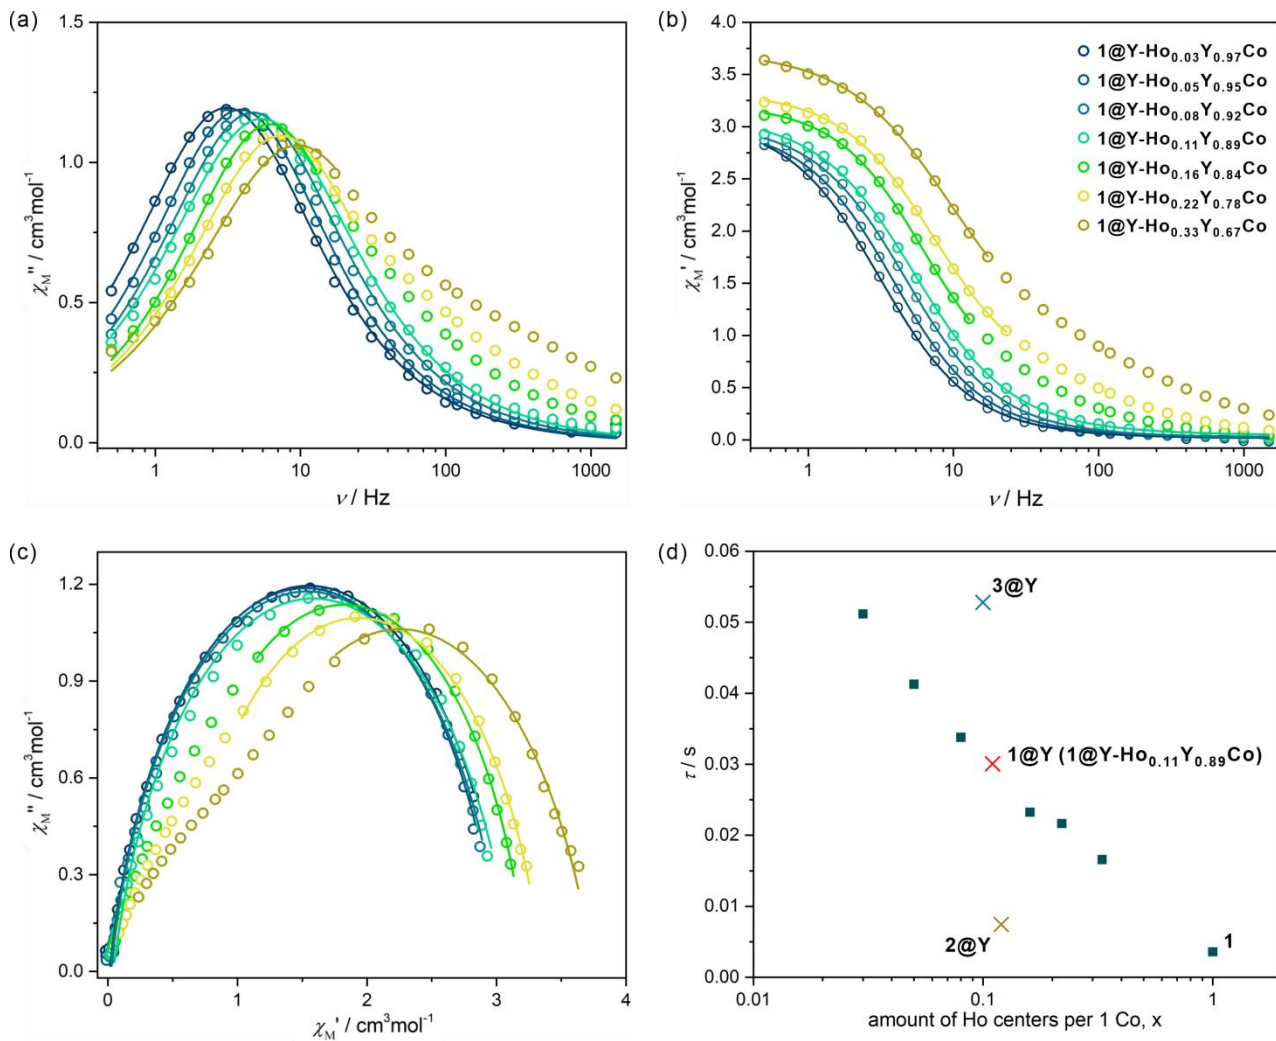 (a)
1.5
1.0
0.5
0.0
χM'' / cm³mol⁻¹
1
10
100
1000
ν / Hz
(b)
4.0
3.5
3.0
2.5
2.0
1.5
1.0
0.5
0.0
χM' / cm³mol⁻¹
1
10
100
1000
ν / Hz
1@Y-Ho0.03Y0.97Co
1@Y-Ho0.05Y0.95Co
1@Y-Ho0.08Y0.92Co
1@Y-Ho0.11Y0.89Co
1@Y-Ho0.16Y0.84Co
1@Y-Ho0.22Y0.78Co
1@Y-Ho0.33Y0.67Co
(c)
1.2
0.9
0.6
0.3
0.0
χM'' / cm³mol⁻¹
0
1
2
3
4
χM' / cm³mol⁻¹
(d)
0.06
0.05
0.04
0.03
0.02
0.01
0.00
τ / s
3@Y
1@Y (1@Y-Ho0.11Y0.89Co)
2@Y
1
0.01
0.1
1
amount of Ho centers per 1 Co, x